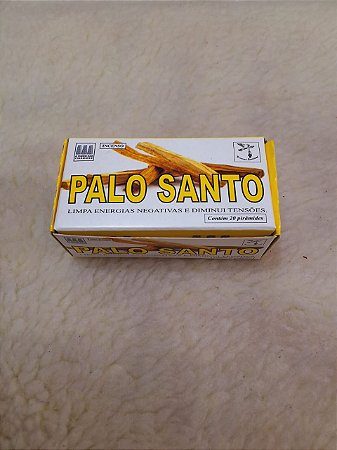 INCENSO
PALO SANTO
LIMPA ENERGIAS NEGATIVAS E DIMINUI TENSÕES
Contém 20 pirâmides
PALO SANTO